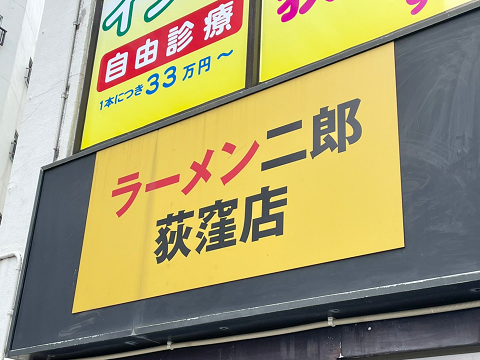 自由診療
1本につき33万円～
ラーメン二郎
荻窪店